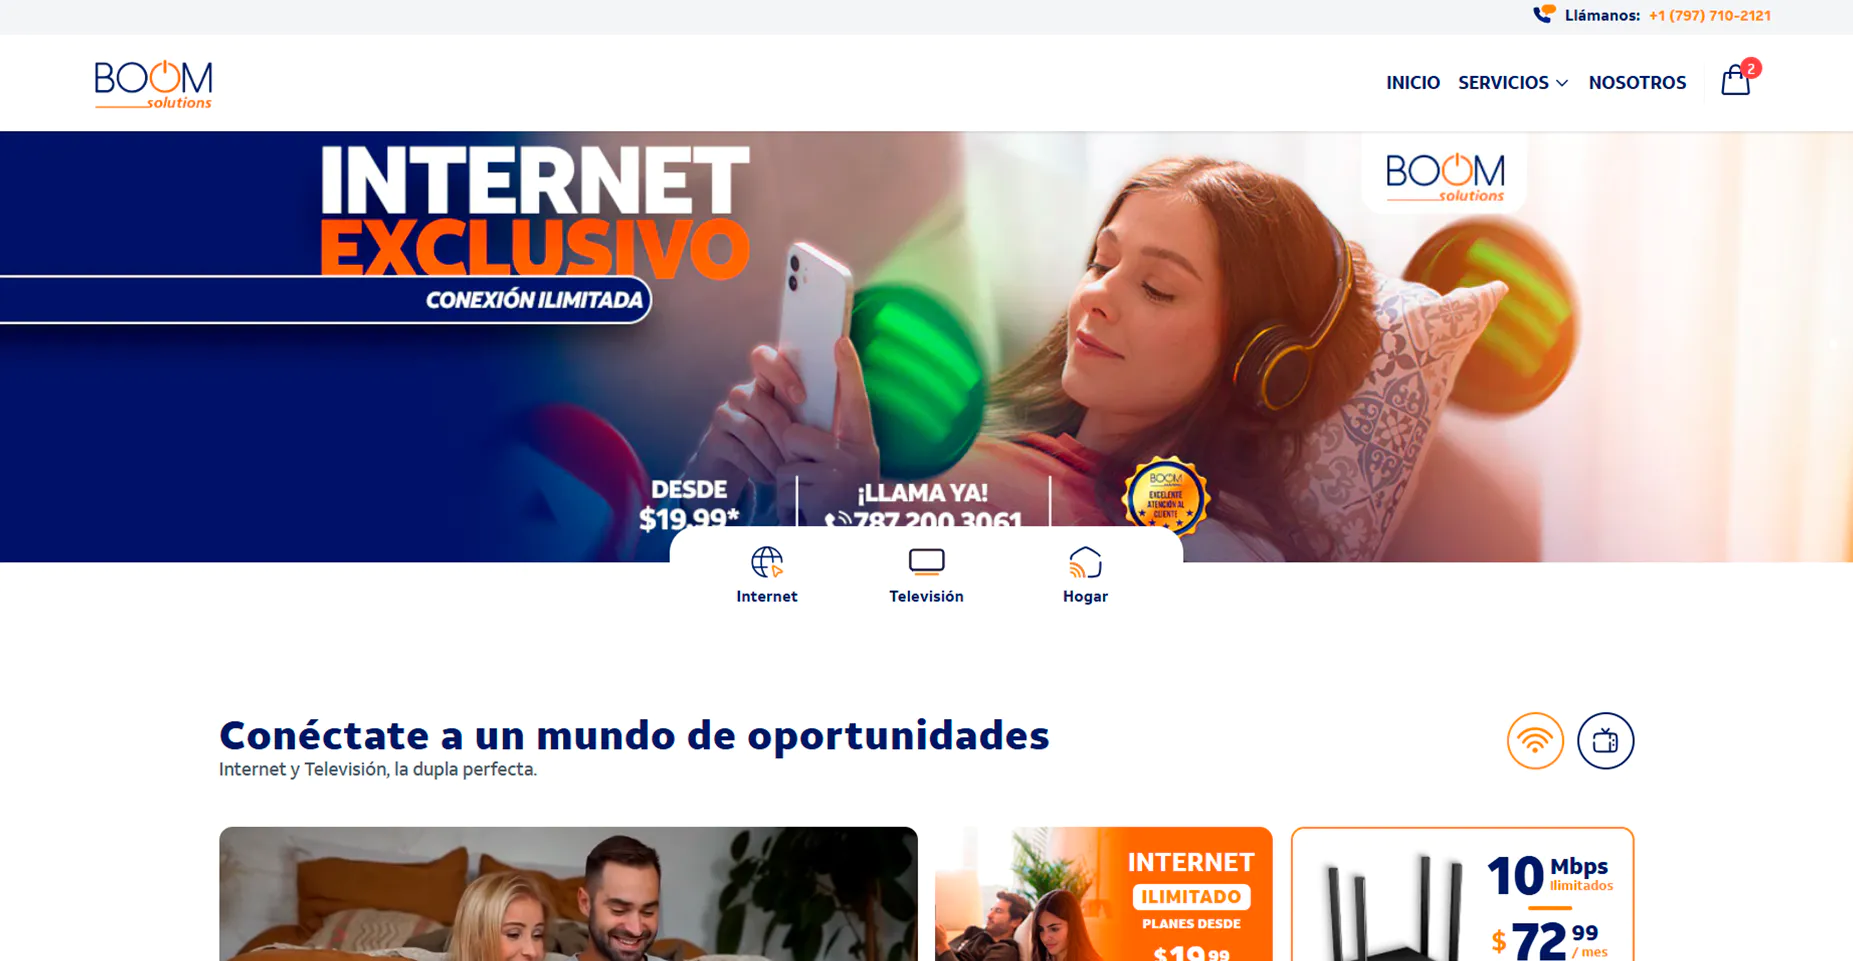 Llámanos: +1 (797) 710-2121
BOOM
solutions
INICIO SERVICIOS NOSOTROS
2
INTERNET
EXCLUSIVO
CONEXIÓN ILIMITADA
BOOM
solutions
DESDE
$19.99*
¡LLAMA YA!
787 200 3061
BOOM
EXCELENTE
ATENCIÓN AL
CLIENTE
Internet
Televisión
Hogar
Conéctate a un mundo de oportunidades
Internet y Televisión, la dupla perfecta.
INTERNET
ILIMITADO
PLANES DESDE
$19.99
10 Mbps
Ilimitados
$72 99
/ mes